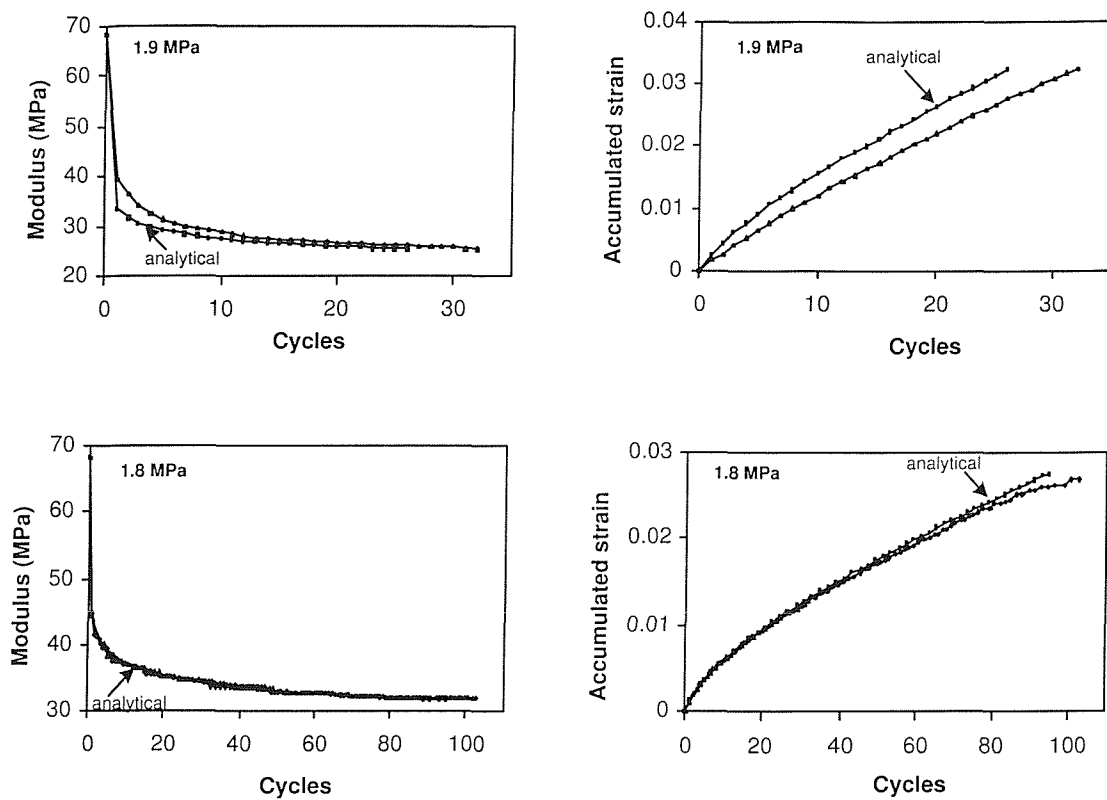 70
60
50
40
30
20
Modulus (MPa)
1.9 MPa
analytical
0 10 20 30
Cycles
0.04
0.03
0.02
0.01
0
Accumulated strain
1.9 MPa
analytical
0 10 20 30
Cycles
70
60
50
40
30
Modulus (MPa)
1.8 MPa
analytical
0 20 40 60 80 100
Cycles
0.03
0.02
0.01
0
Accumulated strain
1.8 MPa
analytical
0 20 40 60 80 100
Cycles